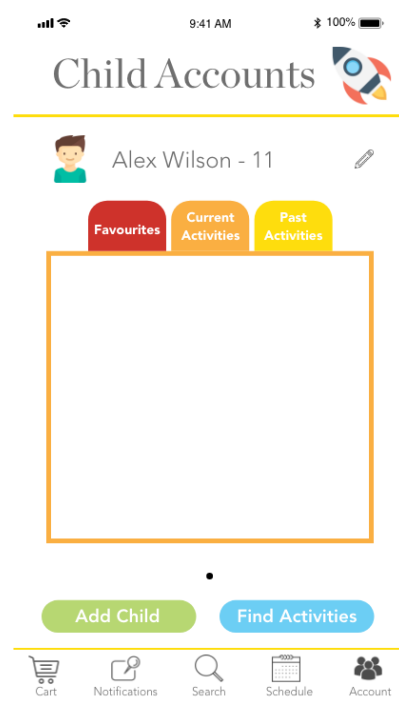 9:41 AM
100%
Child Accounts
Alex Wilson - 11
Favourites
Current
Activities
Past
Activities
Add Child
Find Activities
Cart
Notifications
Search
Schedule
Account